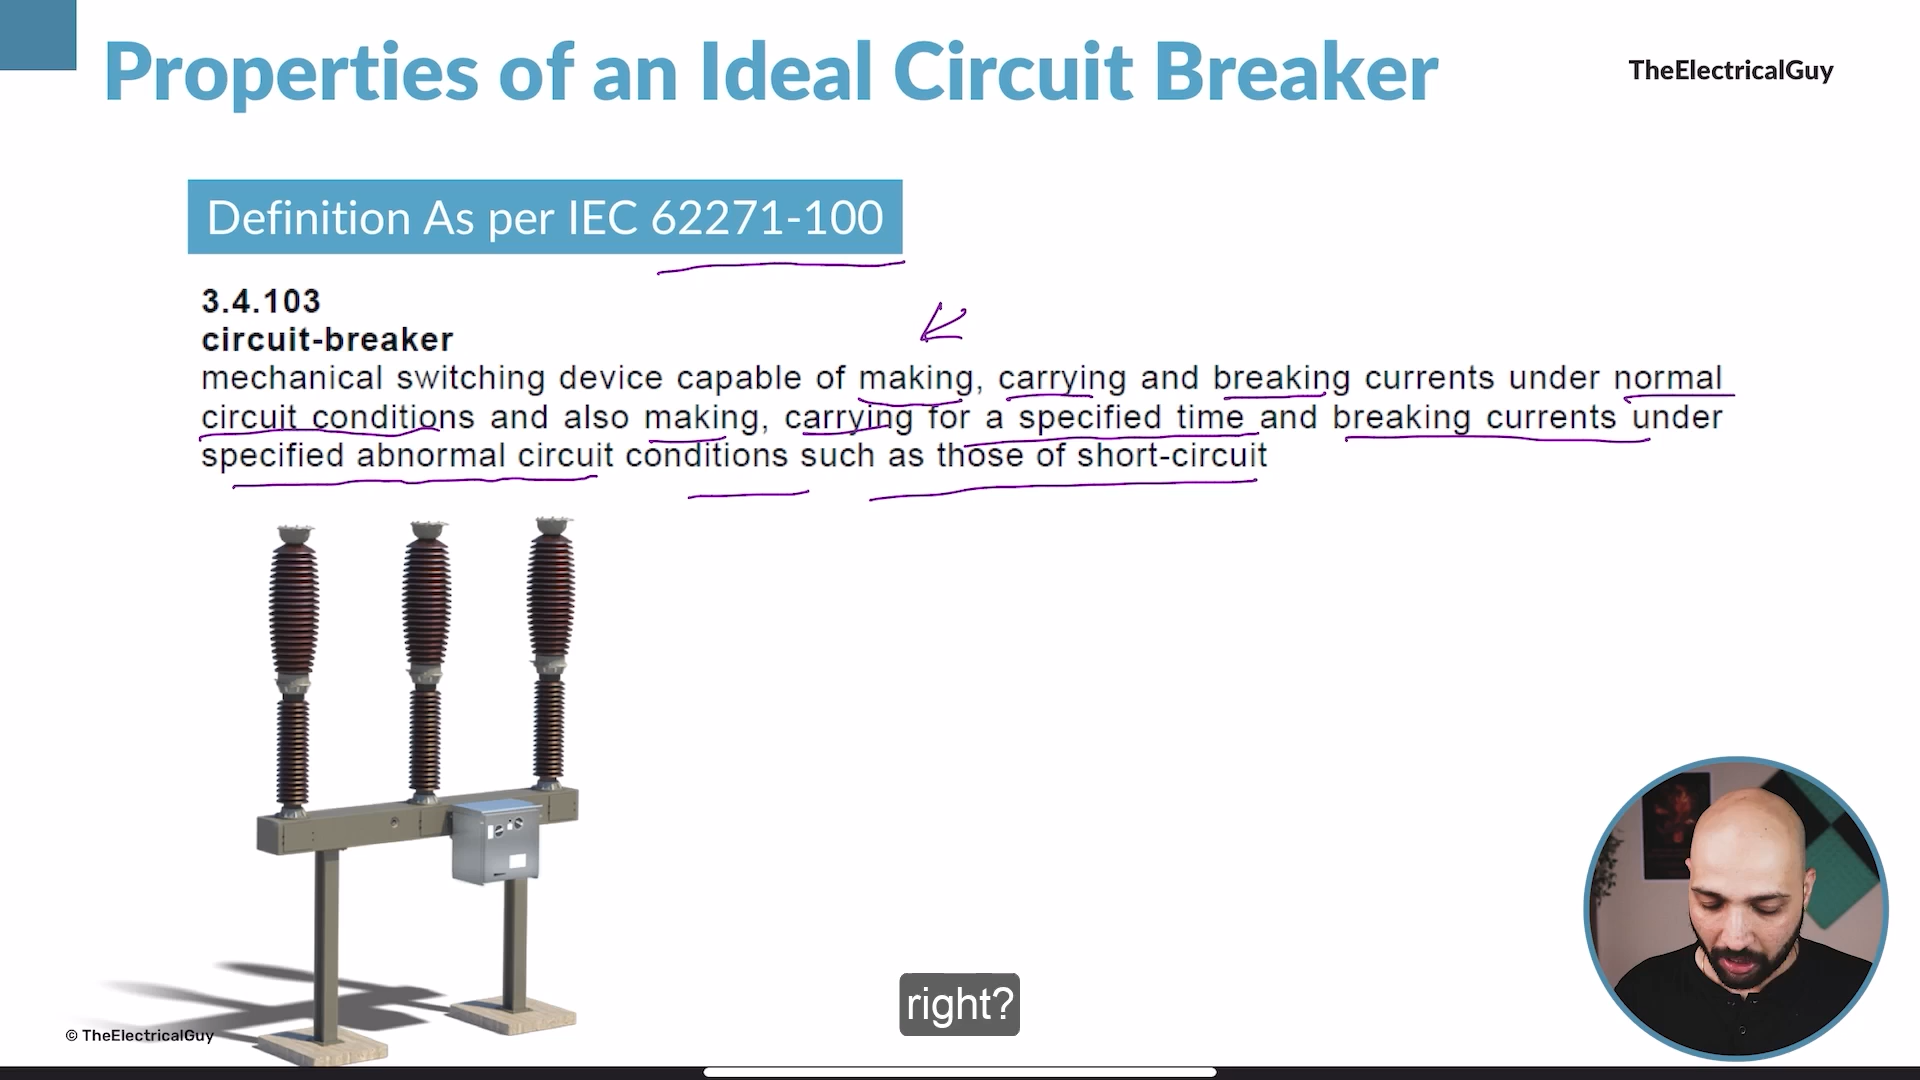 Properties of an Ideal Circuit Breaker
TheElectricalGuy
Definition As per IEC 62271-100
3.4.103
circuit-breaker
mechanical switching device capable of making, carrying and breaking currents under normal
circuit conditions and also making, carrying for a specified time and breaking currents under
specified abnormal circuit conditions such as those of short-circuit
right?
© TheElectricalGuy